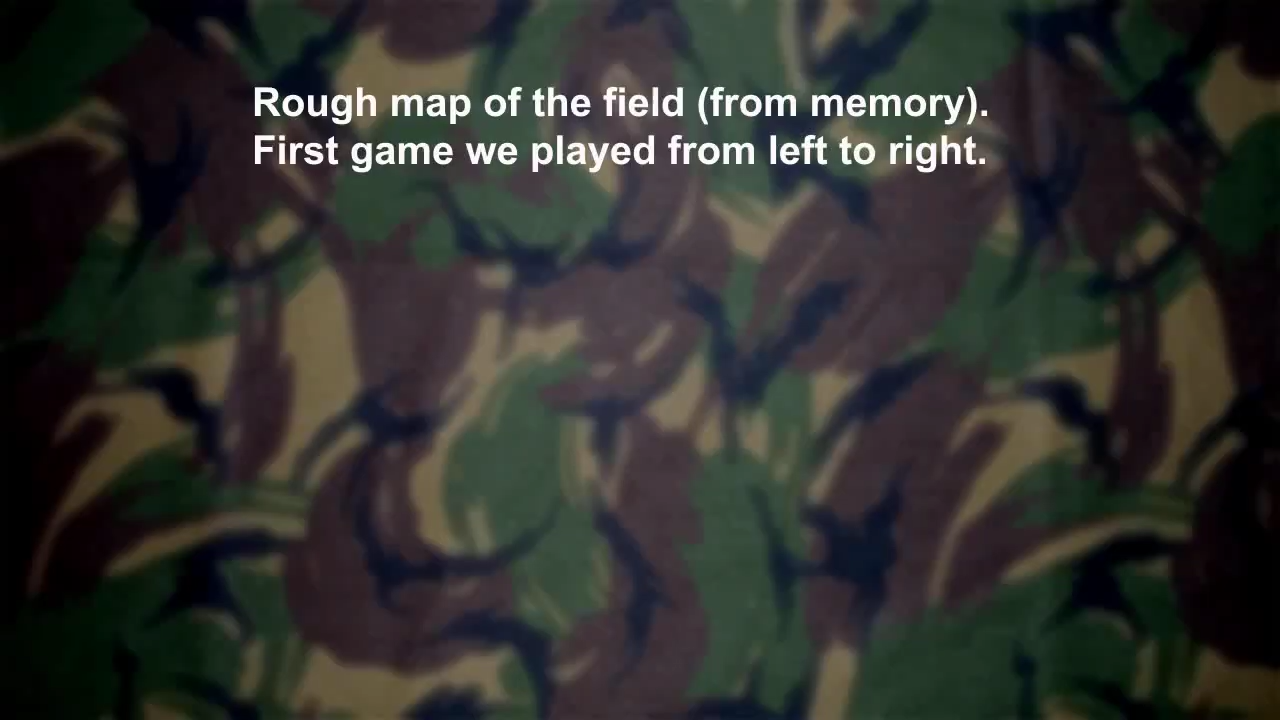 Rough map of the field (from memory).
First game we played from left to right.